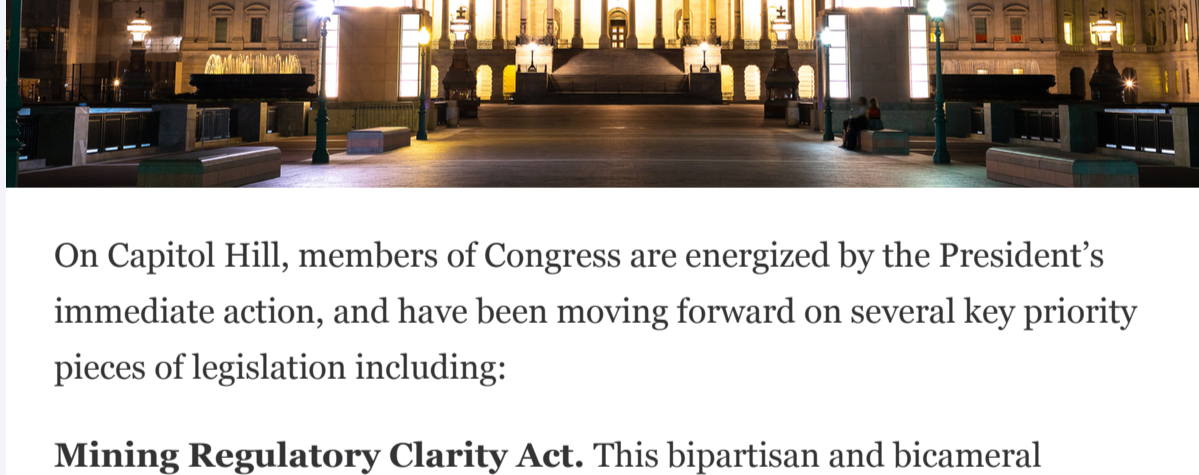 On Capitol Hill, members of Congress are energized by the President’s
immediate action, and have been moving forward on several key priority
pieces of legislation including:
Mining Regulatory Clarity Act. This bipartisan and bicameral